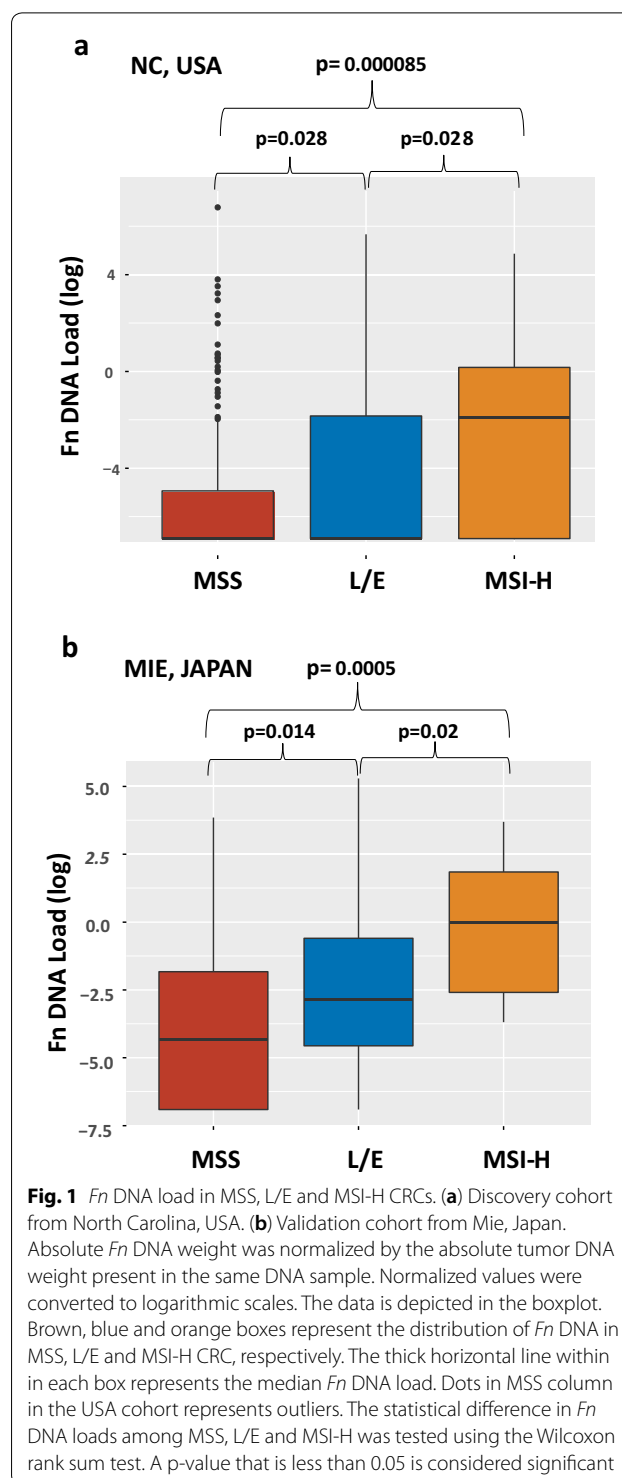 a
NC, USA
p= 0.000085
p=0.028
p=0.028
Fn DNA Load (log)
4
0
−4
MSS
L/E
MSI-H
b
MIE, JAPAN
p= 0.0005
p=0.014
p=0.02
Fn DNA Load (log)
5.0
2.5
0.0
−2.5
−5.0
−7.5
MSS
L/E
MSI-H
Fig. 1 Fn DNA load in MSS, L/E and MSI-H CRCs. (a) Discovery cohort
from North Carolina, USA. (b) Validation cohort from Mie, Japan.
Absolute Fn DNA weight was normalized by the absolute tumor DNA
weight present in the same DNA sample. Normalized values were
converted to logarithmic scales. The data is depicted in the boxplot.
Brown, blue and orange boxes represent the distribution of Fn DNA in
MSS, L/E and MSI-H CRC, respectively. The thick horizontal line within
in each box represents the median Fn DNA load. Dots in MSS column
in the USA cohort represents outliers. The statistical difference in Fn
DNA loads among MSS, L/E and MSI-H was tested using the Wilcoxon
rank sum test. A p-value that is less than 0.05 is considered significant